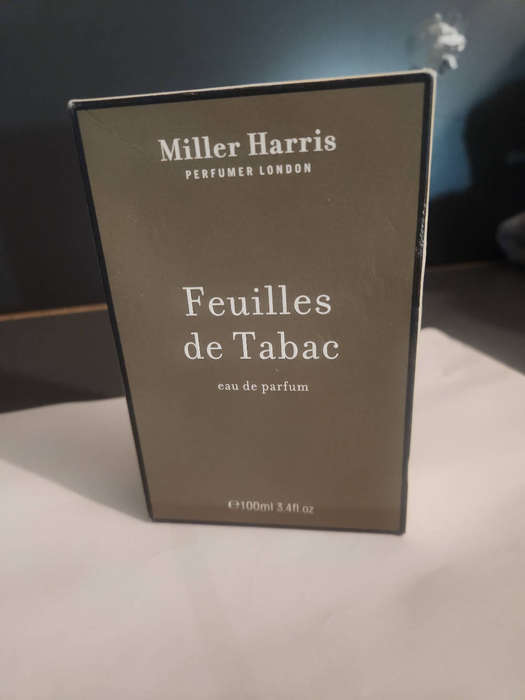 Miller Harris
PERFUMER LONDON
Feuilles
de Tabac
eau de parfum
℮100ml 3.4fl.oz